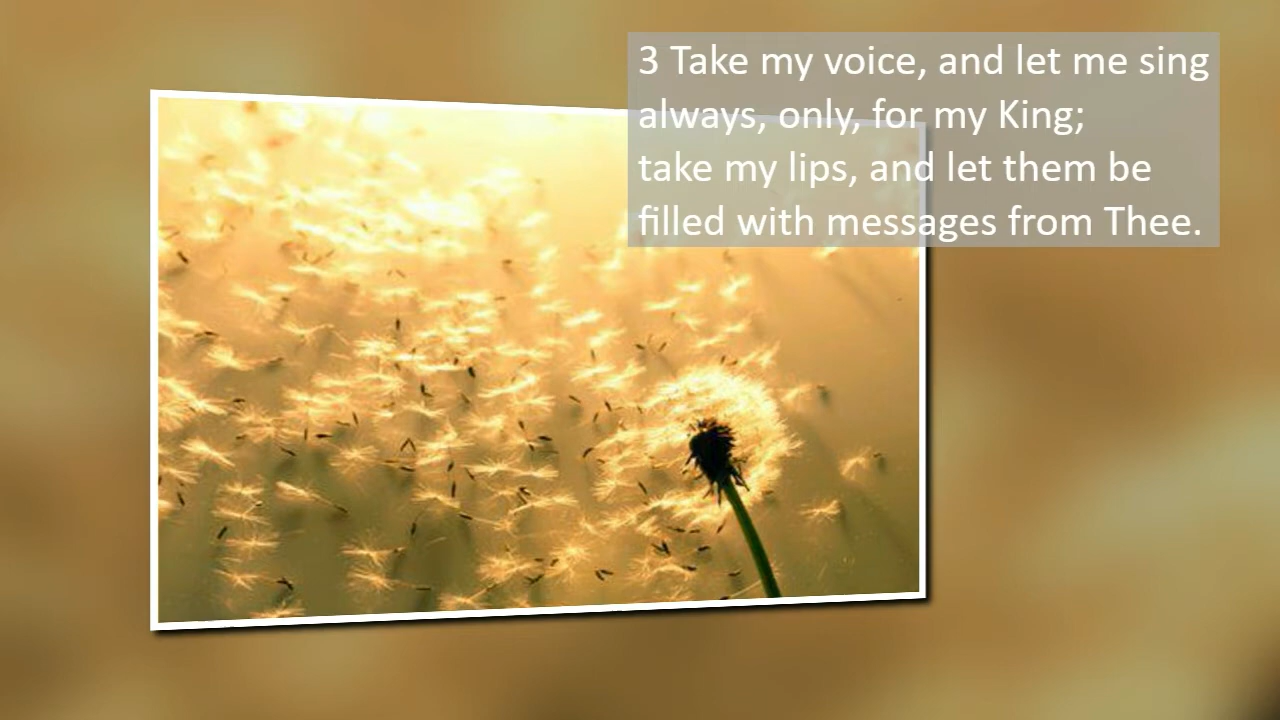 3 Take my voice, and let me sing
always, only, for my King;
take my lips, and let them be
filled with messages from Thee.